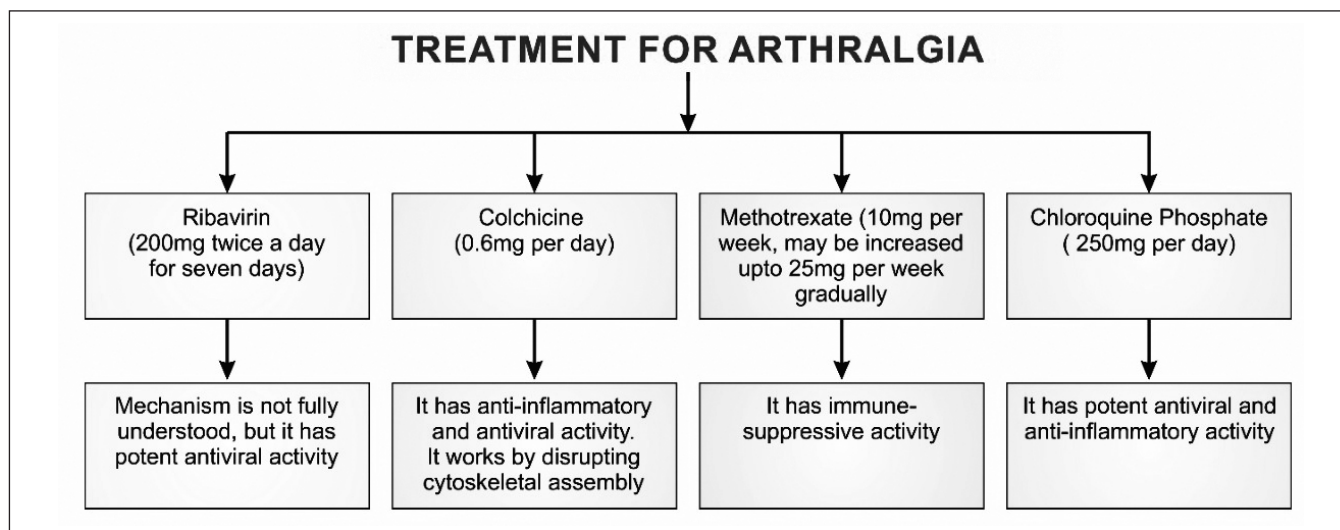 TREATMENT FOR ARTHRALGIA
Ribavirin
(200mg twice a day
for seven days)
Colchicine
(0.6mg per day)
Methotrexate (10mg per
week, may be increased
upto 25mg per week
gradually
Chloroquine Phosphate
( 250mg per day)
Mechanism is not fully
understood, but it has
potent antiviral activity
It has anti-inflammatory
and antiviral activity.
It works by disrupting
cytoskeletal assembly
It has immune-
suppressive activity
It has potent antiviral and
anti-inflammatory activity